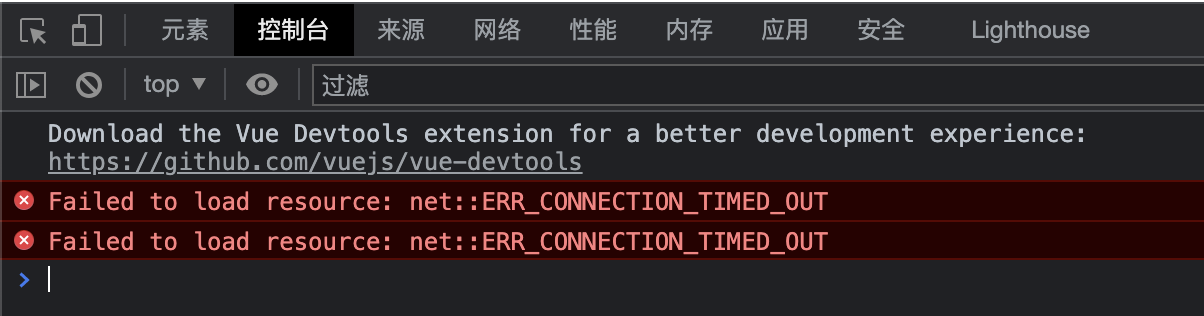 元素 控制台 来源 网络 性能 内存 应用 安全 Lighthouse
top ▼ 过滤
Download the Vue Devtools extension for a better development experience:
https://github.com/vuejs/vue-devtools
Failed to load resource: net::ERR_CONNECTION_TIMED_OUT
Failed to load resource: net::ERR_CONNECTION_TIMED_OUT